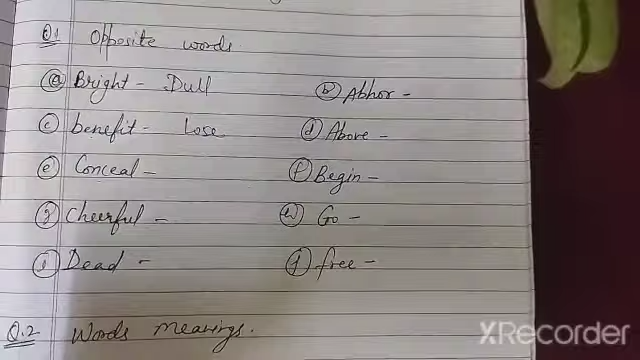 Q1 Opposite words.
(a) Bright - Dull (b) Abhor -
(c) benefit - Lose (d) Above -
(e) Conceal - (f) Begin -
(g) Cheerful - (h) Go -
(i) Dead - (j) free -
Q.2 Words meanings.
XRecorder